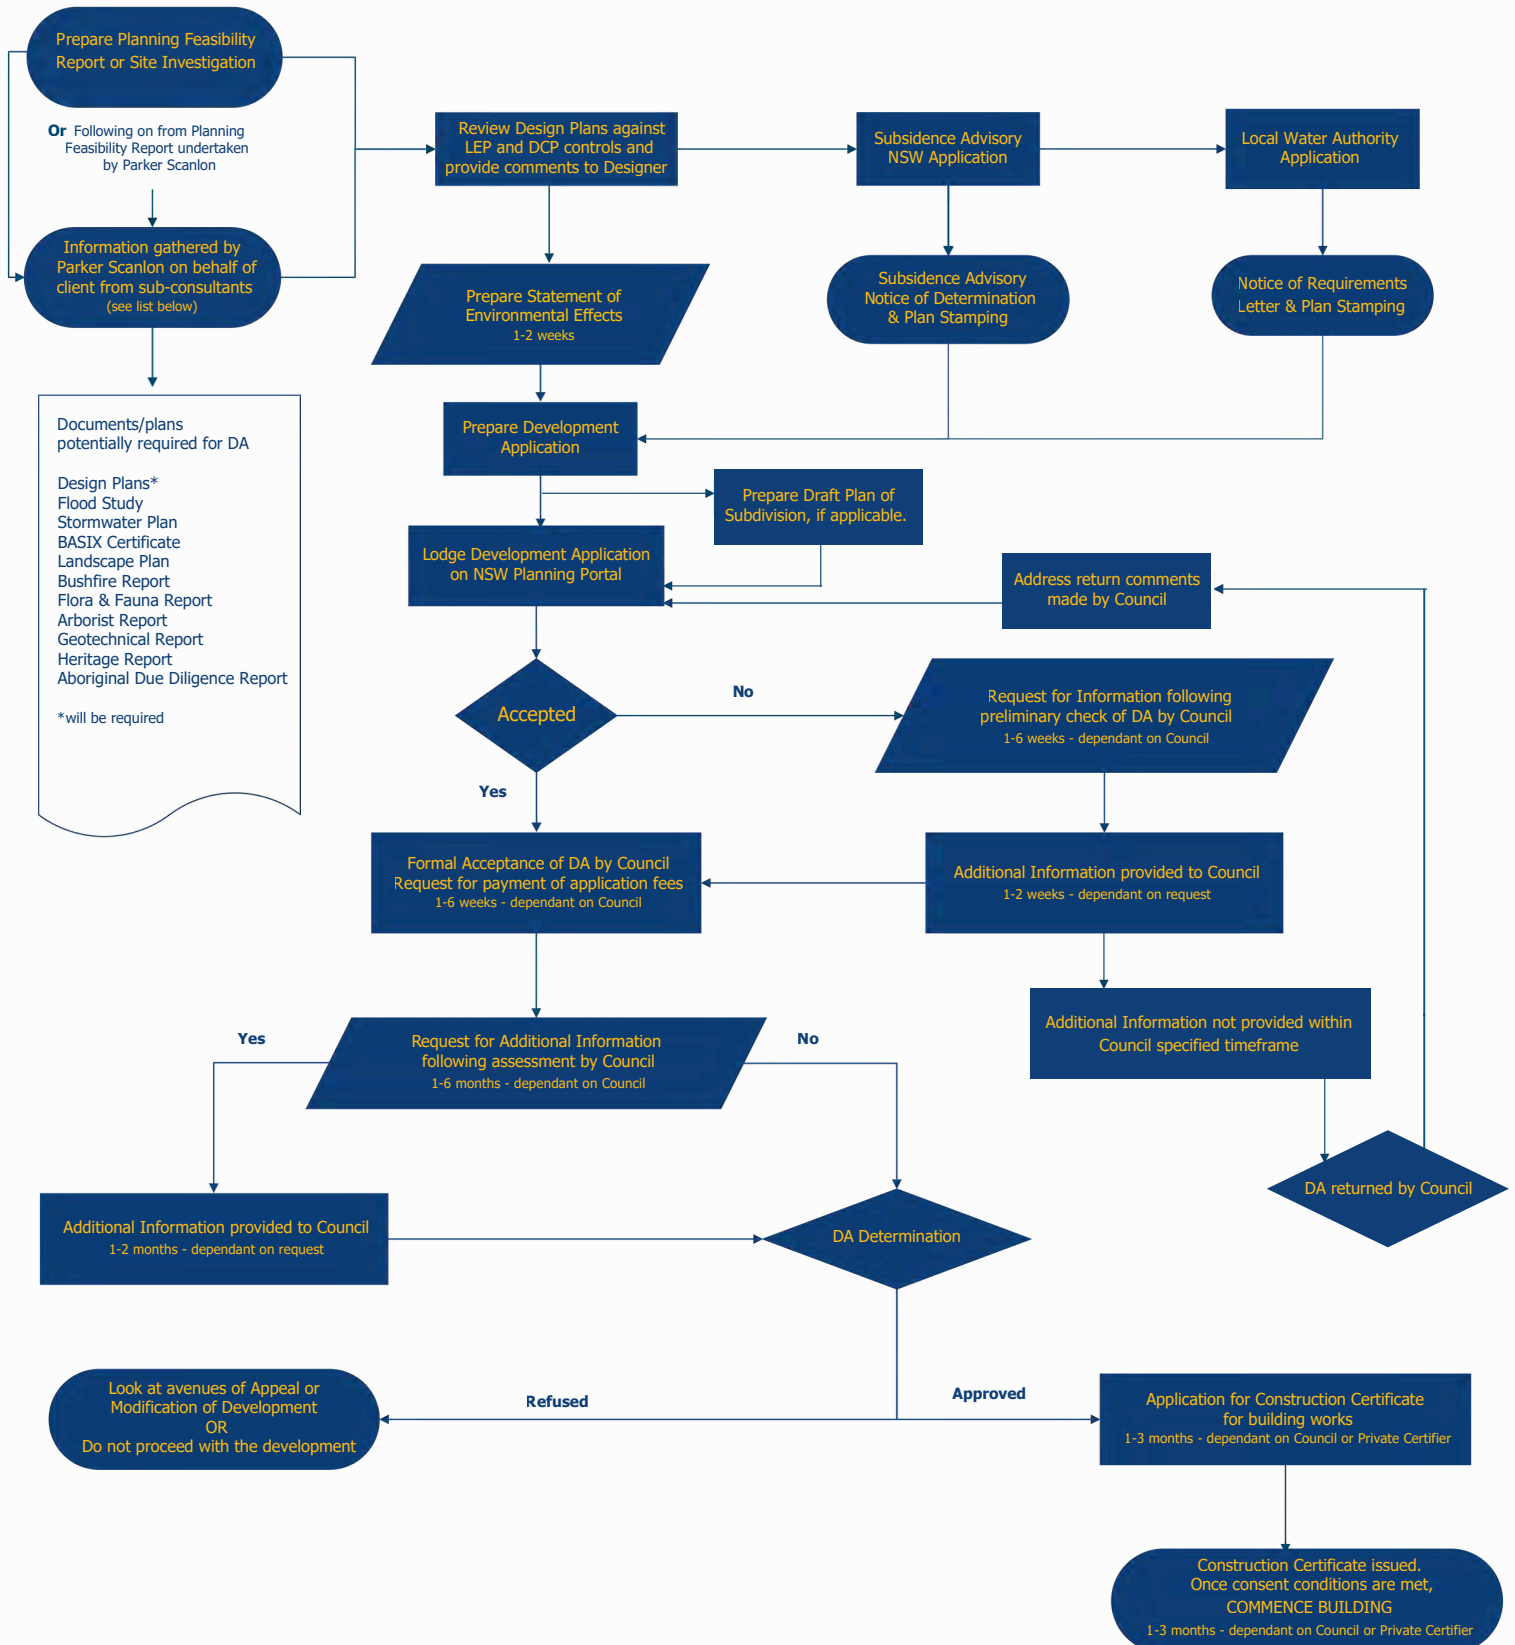 Prepare Planning Feasibility
Report or Site Investigation
Or Following on from Planning
Feasibility Report undertaken
by Parker Scanlon
Information gathered by
Parker Scanlon on behalf of
client from sub-consultants
(see list below)
Documents/plans
potentially required for DA
Design Plans*
Flood Study
Stormwater Plan
BASIX Certificate
Landscape Plan
Bushfire Report
Flora & Fauna Report
Arborist Report
Geotechnical Report
Heritage Report
Aboriginal Due Diligence Report
*will be required
Review Design Plans against
LEP and DCP controls and
provide comments to Designer
Subsidence Advisory
NSW Application
Local Water Authority
Application
Prepare Statement of
Environmental Effects
1-2 weeks
Subsidence Advisory
Notice of Determination
& Plan Stamping
Notice of Requirements
Letter & Plan Stamping
Prepare Development
Application
Prepare Draft Plan of
Subdivision, if applicable.
Lodge Development Application
on NSW Planning Portal
Address return comments
made by Council
Accepted
No
Request for Information following
preliminary check of DA by Council
1-6 weeks - dependant on Council
Yes
Formal Acceptance of DA by Council
Request for payment of application fees
1-6 weeks - dependant on Council
Additional Information provided to Council
1-2 weeks - dependant on request
Additional Information not provided within
Council specified timeframe
Yes
Request for Additional Information
following assessment by Council
1-6 months - dependant on Council
No
DA returned by Council
Additional Information provided to Council
1-2 months - dependant on request
DA Determination
Look at avenues of Appeal or
Modification of Development
OR
Do not proceed with the development
Refused
Approved
Application for Construction Certificate
for building works
1-3 months - dependant on Council or Private Certifier
Construction Certificate issued.
Once consent conditions are met,
COMMENCE BUILDING
1-3 months - dependant on Council or Private Certifier